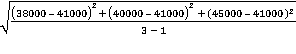 √(((38000 - 41000)² + (40000 - 41000)² + (45000 - 41000)²) / (3 - 1))